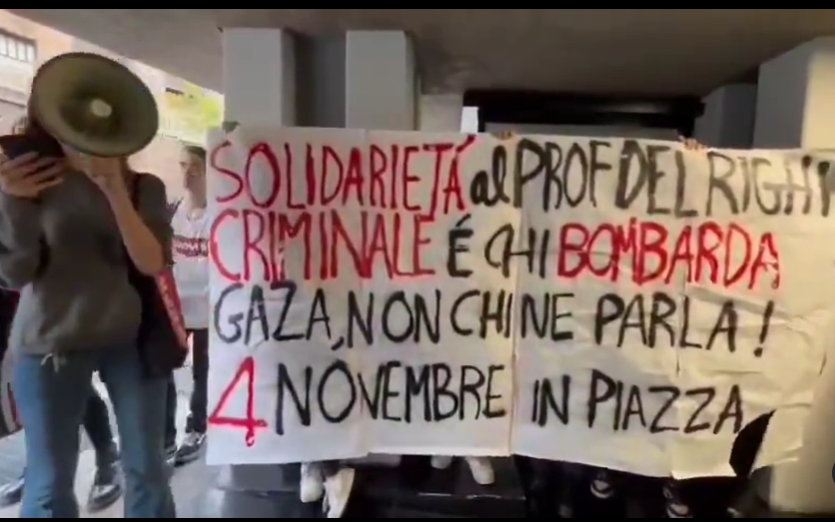 SOLIDARIETÁ al PROF DEL RIGHI
CRIMINALE É CHI BOMBARDA
GAZA, NON CHI NE PARLA!
4 NOVEMBRE IN PIAZZA